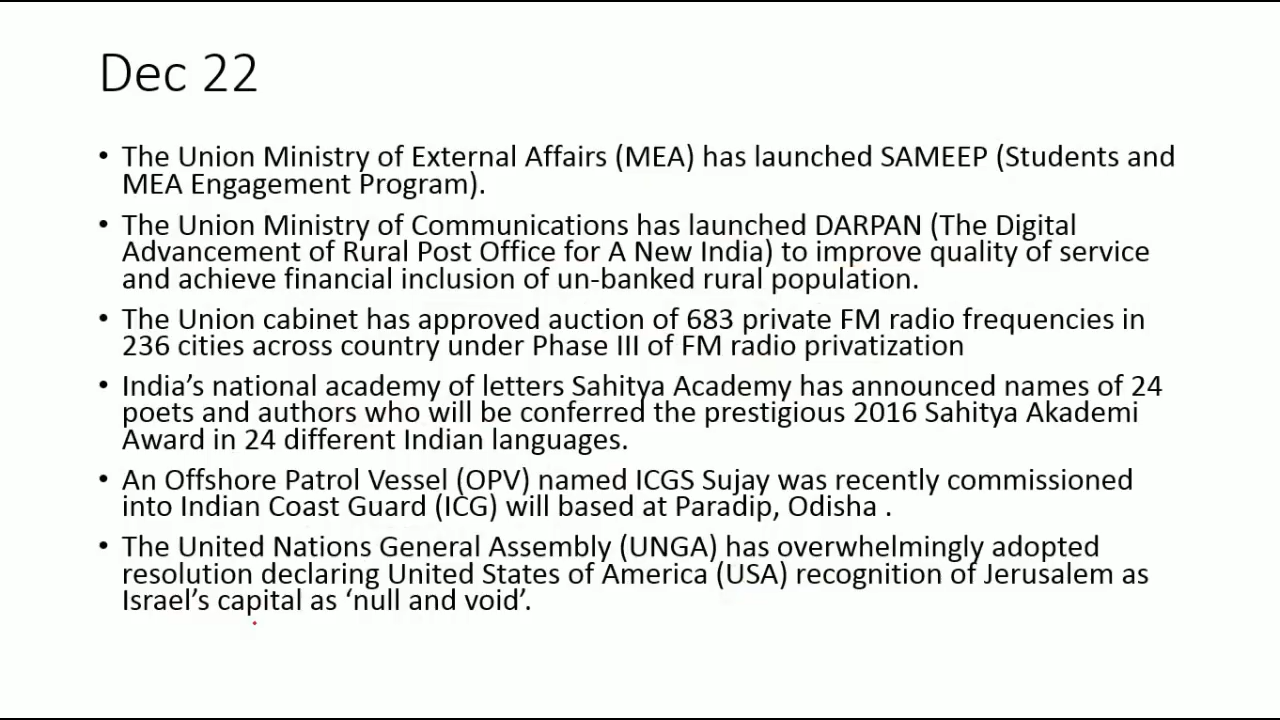 Dec 22
• The Union Ministry of External Affairs (MEA) has launched SAMEEP (Students and
MEA Engagement Program).
• The Union Ministry of Communications has launched DARPAN (The Digital
Advancement of Rural Post Office for A New India) to improve quality of service
and achieve financial inclusion of un-banked rural population.
• The Union cabinet has approved auction of 683 private FM radio frequencies in
236 cities across country under Phase III of FM radio privatization
• India’s national academy of letters Sahitya Academy has announced names of 24
poets and authors who will be conferred the prestigious 2016 Sahitya Akademi
Award in 24 different Indian languages.
• An Offshore Patrol Vessel (OPV) named ICGS Sujay was recently commissioned
into Indian Coast Guard (ICG) will based at Paradip, Odisha .
• The United Nations General Assembly (UNGA) has overwhelmingly adopted
resolution declaring United States of America (USA) recognition of Jerusalem as
Israel’s capital as ‘null and void’.